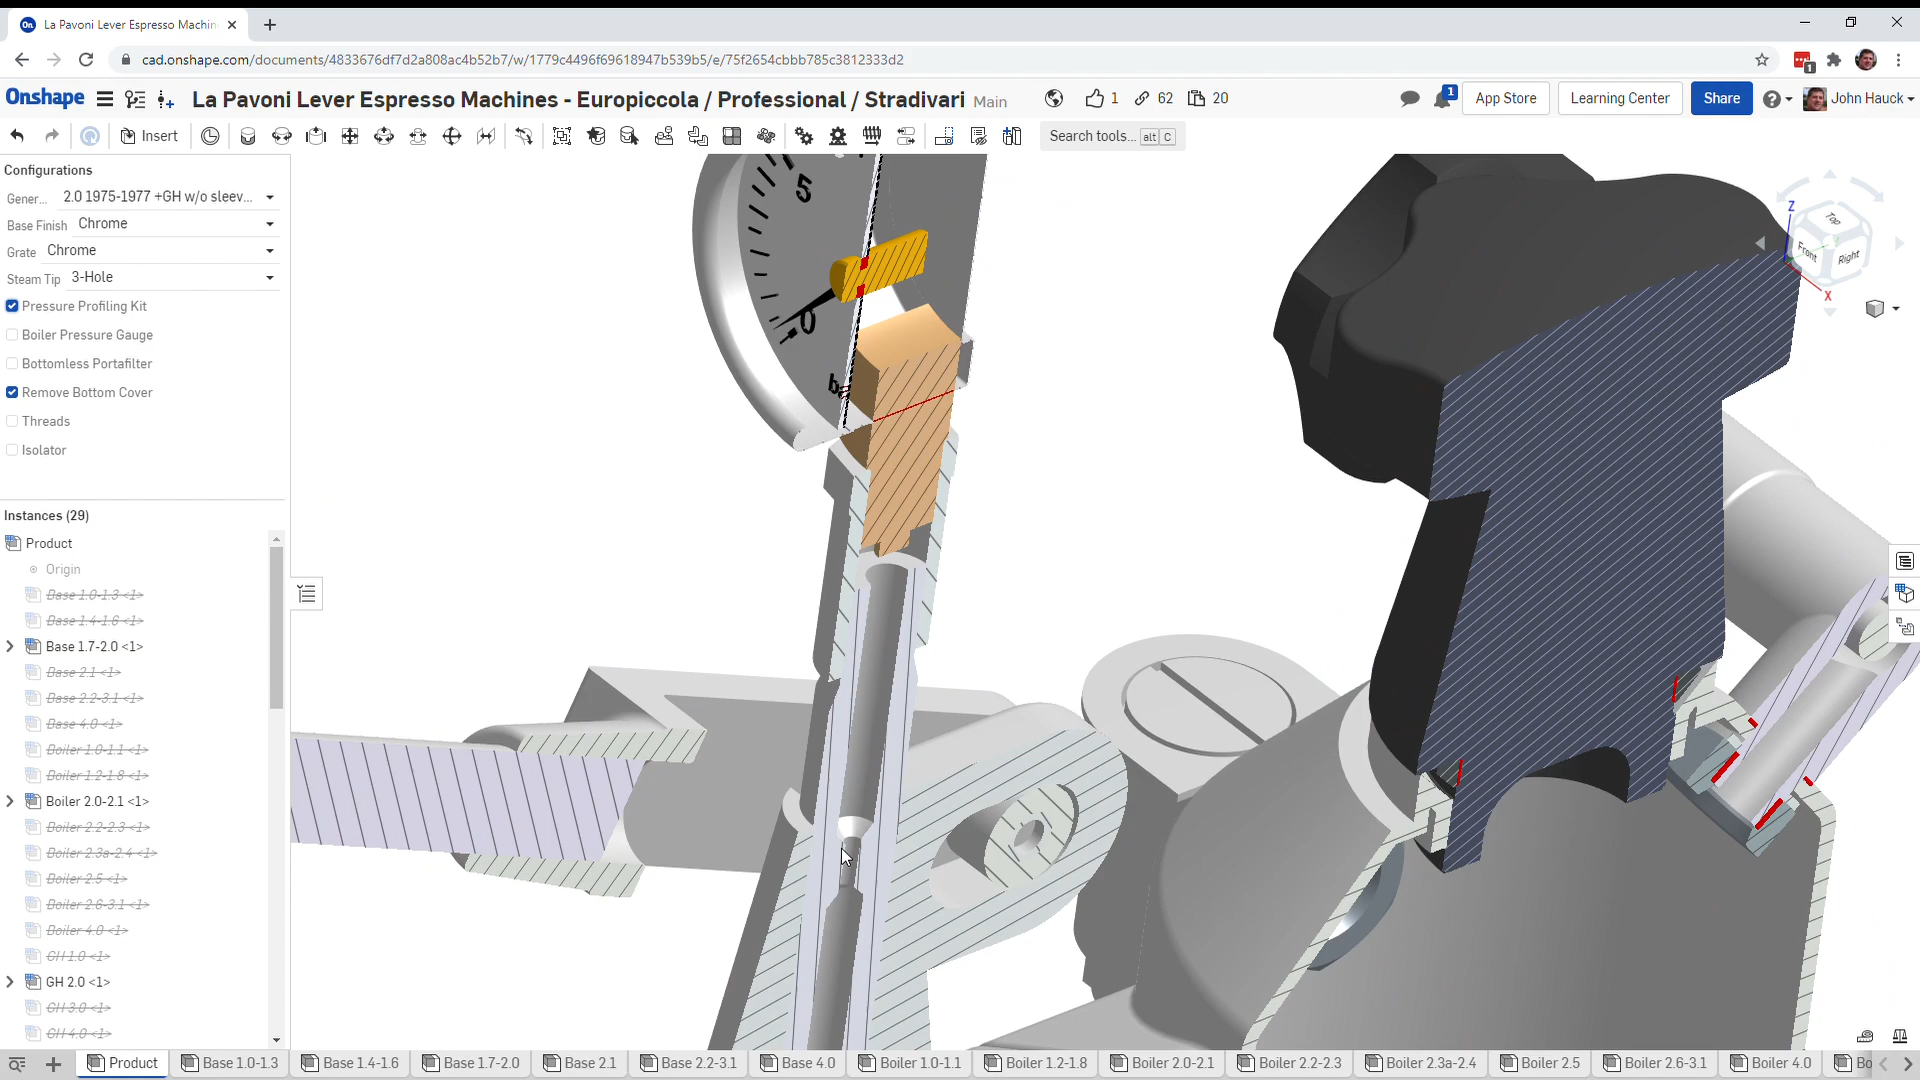 La Pavoni Lever Espresso Machin
cad.onshape.com/documents/4833676df7d2a808ac4b52b7/w/1779c4496f69618947b539b5/e/75f2654cbbb785c3812333d2
1
Onshape
La Pavoni Lever Espresso Machines - Europiccola / Professional / Stradivari Main
1
62
20
1
App Store
Learning Center
Share
John Hauck
Insert
Search tools... alt C
Configurations
Gener... 2.0 1975-1977 +GH w/o sleev...
Base Finish Chrome
Grate Chrome
Steam Tip 3-Hole
Pressure Profiling Kit
Boiler Pressure Gauge
Bottomless Portafilter
Remove Bottom Cover
Threads
Isolator
Instances (29)
Product
Origin
Base 1.0-1.3 <1>
Base 1.4-1.6 <1>
Base 1.7-2.0 <1>
Base 2.1 <1>
Base 2.2-3.1 <1>
Base 4.0 <1>
Boiler 1.0-1.1 <1>
Boiler 1.2-1.8 <1>
Boiler 2.0-2.1 <1>
Boiler 2.2-2.3 <1>
Boiler 2.3a-2.4 <1>
Boiler 2.5 <1>
Boiler 2.6-3.1 <1>
Boiler 4.0 <1>
GH 1.0 <1>
GH 2.0 <1>
GH 3.0 <1>
GH 4.0 <1>
5
0
b
Z
Top
Front
Right
X
Product
Base 1.0-1.3
Base 1.4-1.6
Base 1.7-2.0
Base 2.1
Base 2.2-3.1
Base 4.0
Boiler 1.0-1.1
Boiler 1.2-1.8
Boiler 2.0-2.1
Boiler 2.2-2.3
Boiler 2.3a-2.4
Boiler 2.5
Boiler 2.6-3.1
Boiler 4.0
Bo